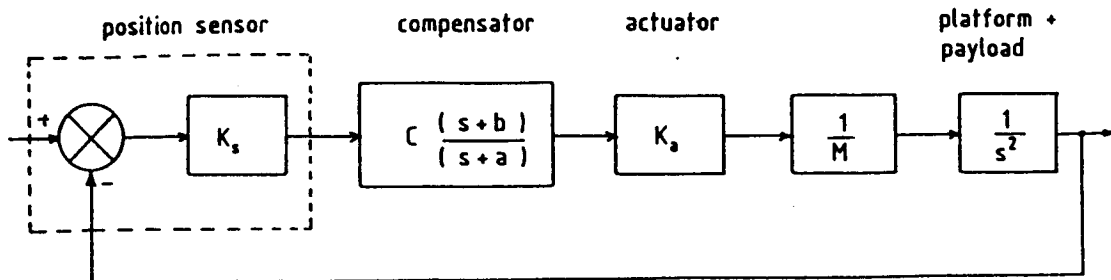 position sensor
compensator
actuator
platform +
payload
+
-
K_s
C (s+b)
(s+a)
K_a
1
M
1
s²